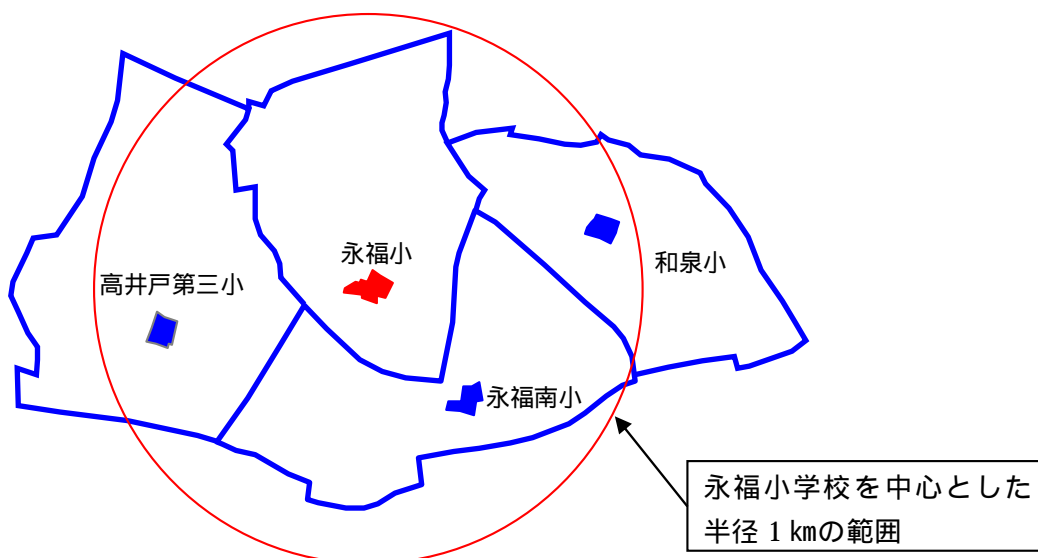 永福小
和泉小
高井戸第三小
永福南小
永福小学校を中心とした
半径 1 ㎞の範囲